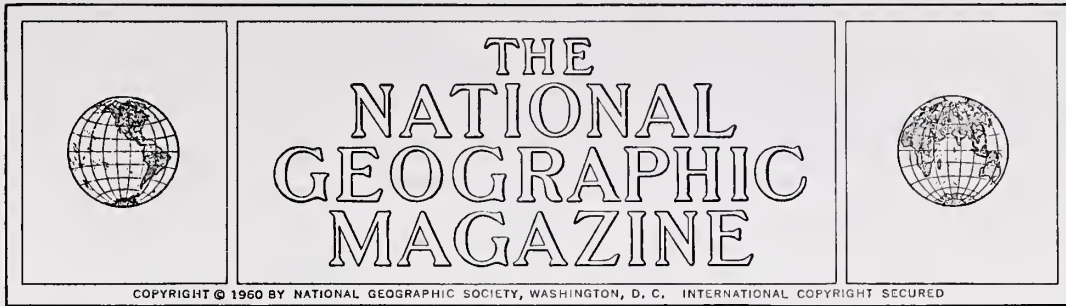 THE
NATIONAL
GEOGRAPHIC
MAGAZINE
COPYRIGHT © 1960 BY NATIONAL GEOGRAPHIC SOCIETY, WASHINGTON, D. C. INTERNATIONAL COPYRIGHT SECURED